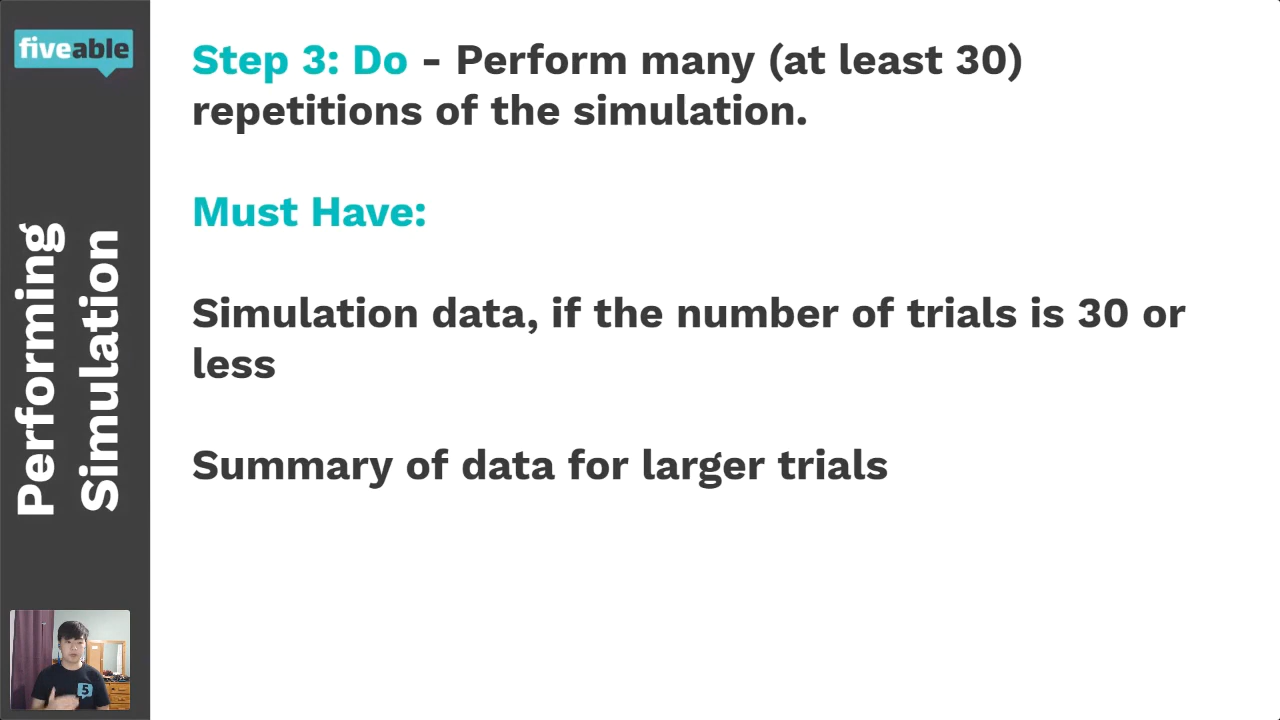 fiveable
Performing
Simulation
Step 3: Do - Perform many (at least 30)
repetitions of the simulation.
Must Have:
Simulation data, if the number of trials is 30 or
less
Summary of data for larger trials
5